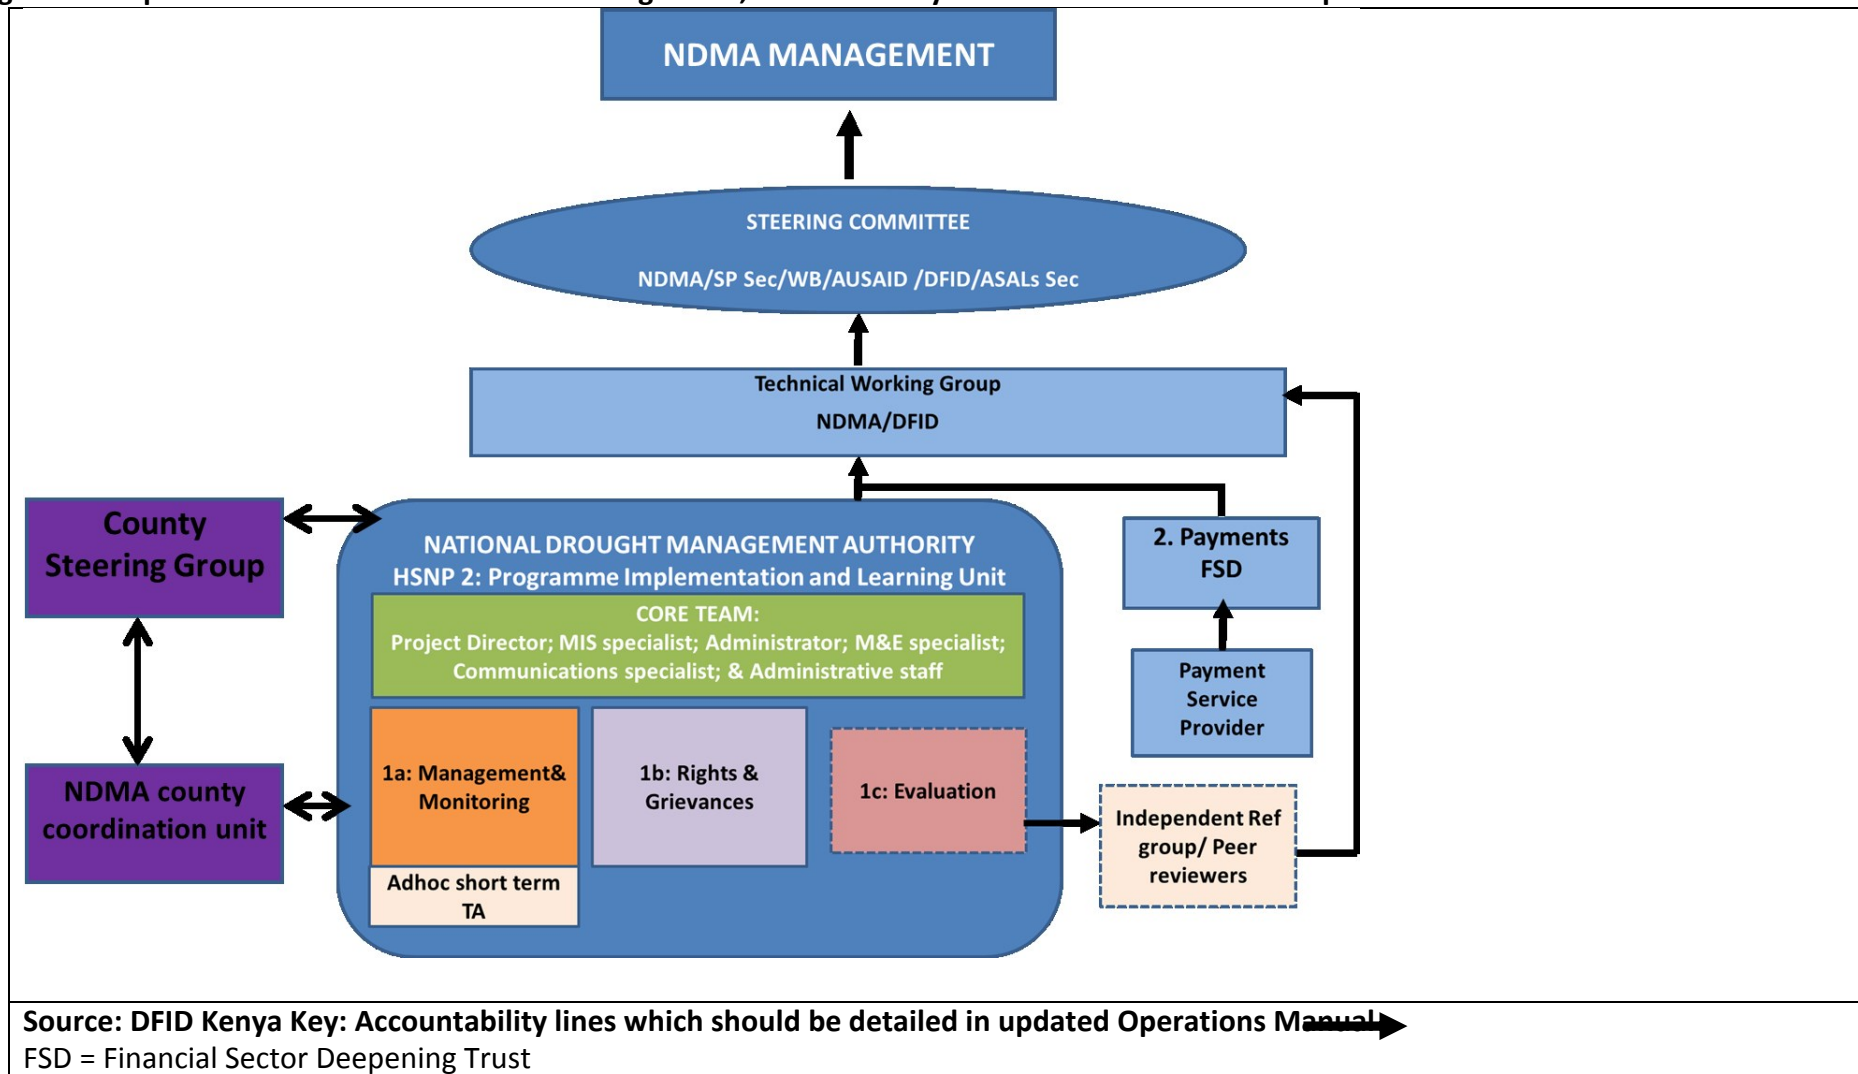 NDMA MANAGEMENT
STEERING COMMITTEE
NDMA/SP Sec/WB/AUSAID /DFID/ASALs Sec
Technical Working Group
NDMA/DFID
County
Steering Group
NATIONAL DROUGHT MANAGEMENT AUTHORITY
HSNP 2: Programme Implementation and Learning Unit
CORE TEAM:
Project Director; MIS specialist; Administrator; M&E specialist;
Communications specialist; & Administrative staff
2. Payments
FSD
Payment
Service
Provider
NDMA county
coordination unit
1a: Management&
Monitoring
1b: Rights &
Grievances
1c: Evaluation
Adhoc short term
TA
Independent Ref
group/ Peer
reviewers
Source: DFID Kenya Key: Accountability lines which should be detailed in updated Operations Manual
FSD = Financial Sector Deepening Trust